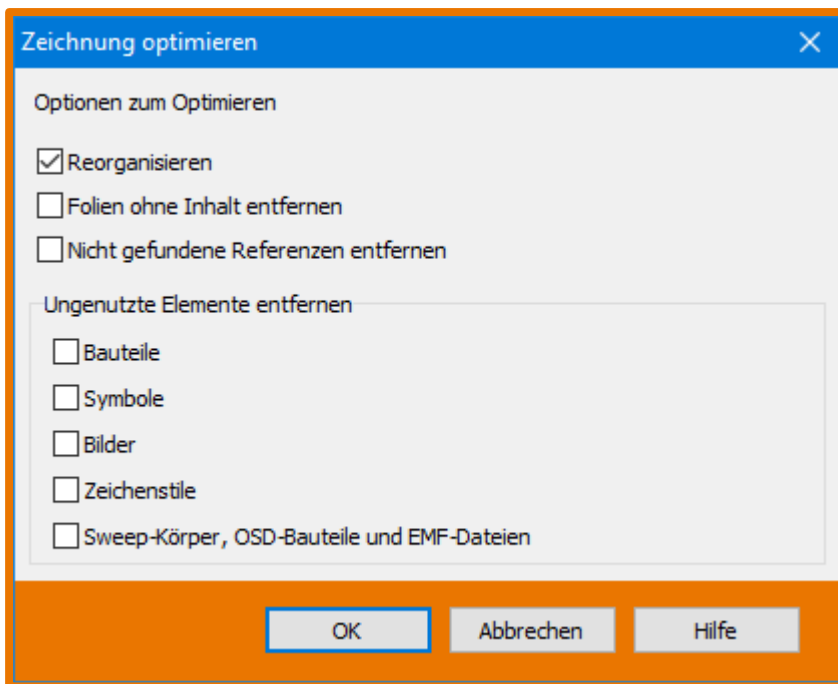 Zeichnung optimieren
Optionen zum Optimieren
Reorganisieren
Folien ohne Inhalt entfernen
Nicht gefundene Referenzen entfernen
Ungenutzte Elemente entfernen
Bauteile
Symbole
Bilder
Zeichenstile
Sweep-Körper, OSD-Bauteile und EMF-Dateien
OK Abbrechen Hilfe